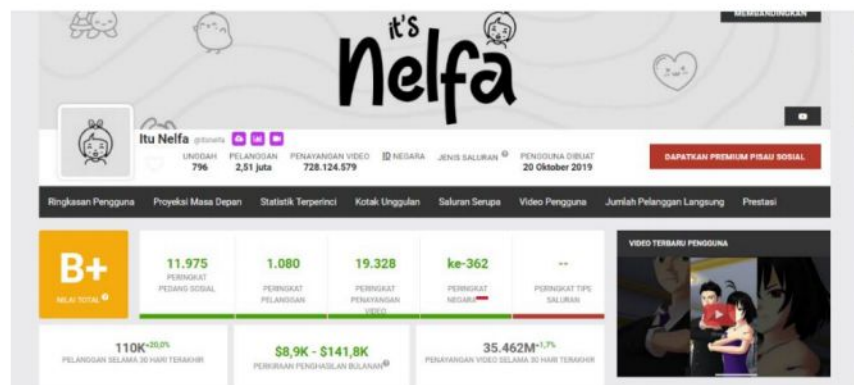 it's
Nelfa
MEMBANDINGKAN
Itu Nelfa @itsnelfa
UNGGAH PELANGGAN PENAYANGAN VIDEO ID NEGARA JENIS SALURAN PENGGUNA DIBUAT
796 2,51 juta 728.124.579 20 Oktober 2019
DAPATKAN PREMIUM PISAU SOSIAL
Ringkasan Pengguna Proyeksi Masa Depan Statistik Terperinci Kotak Unggulan Saluran Serupa Video Pengguna Jumlah Pelanggan Langsung Prestasi
B+
NILAI TOTAL
11.975
PERINGKAT
PEDANG SOSIAL
1.080
PERINGKAT
PELANGGAN
19.328
PERINGKAT
PENAYANGAN
VIDEO
ke-362
PERINGKAT
NEGARA
--
PERINGKAT TIPE
SALURAN
VIDEO TERBARU PENGGUNA
110K +20,0%
PELANGGAN SELAMA 30 HARI TERAKHIR
$8,9K - $141,8K
PERKIRAAN PENGHASILAN BULANAN
35.462M -1,7%
PENAYANGAN VIDEO SELAMA 30 HARI TERAKHIR